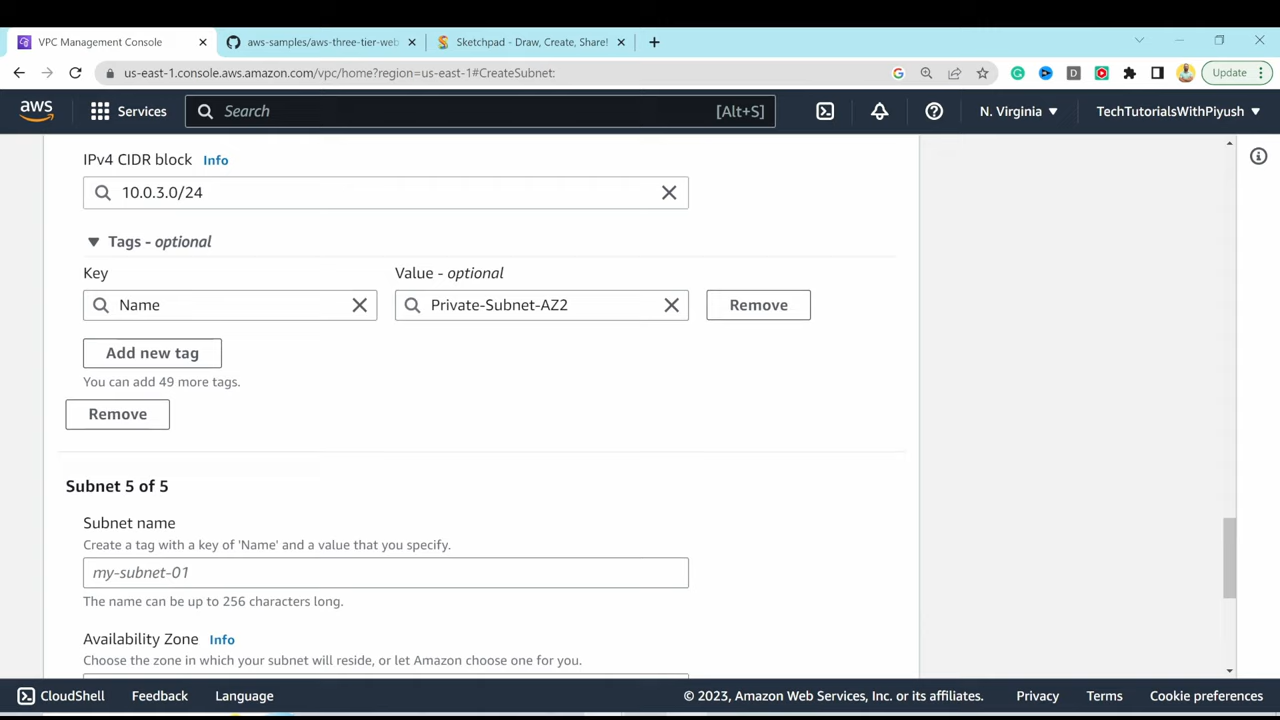 VPC Management Console
aws-samples/aws-three-tier-web
Sketchpad - Draw, Create, Share!
us-east-1.console.aws.amazon.com/vpc/home?region=us-east-1#CreateSubnet:
Update
aws
Services
Search
[Alt+S]
N. Virginia
TechTutorialsWithPiyush
IPv4 CIDR block Info
10.0.3.0/24
Tags - optional
Key
Value - optional
Name
Private-Subnet-AZ2
Remove
Add new tag
You can add 49 more tags.
Remove
Subnet 5 of 5
Subnet name
Create a tag with a key of 'Name' and a value that you specify.
my-subnet-01
The name can be up to 256 characters long.
Availability Zone Info
Choose the zone in which your subnet will reside, or let Amazon choose one for you.
CloudShell
Feedback
Language
© 2023, Amazon Web Services, Inc. or its affiliates.
Privacy
Terms
Cookie preferences